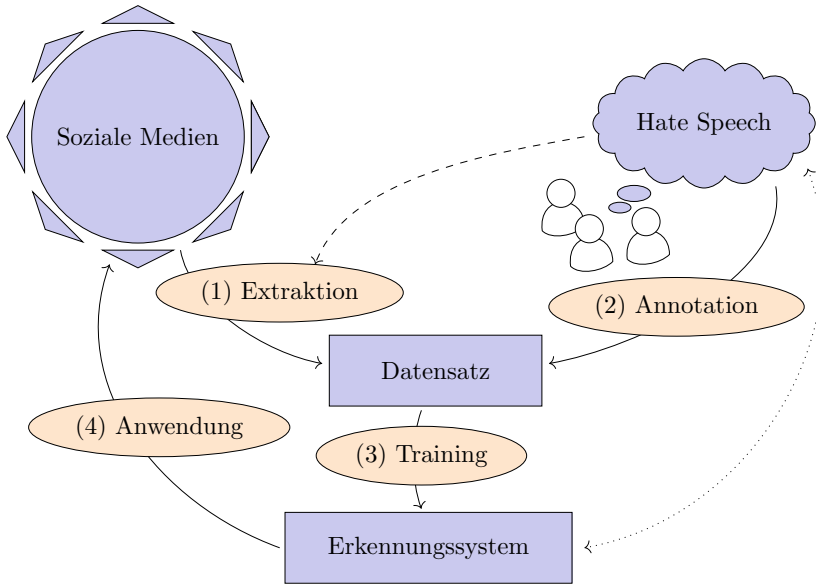 Soziale Medien
Hate Speech
(1) Extraktion
(2) Annotation
Datensatz
(4) Anwendung
(3) Training
Erkennungssystem